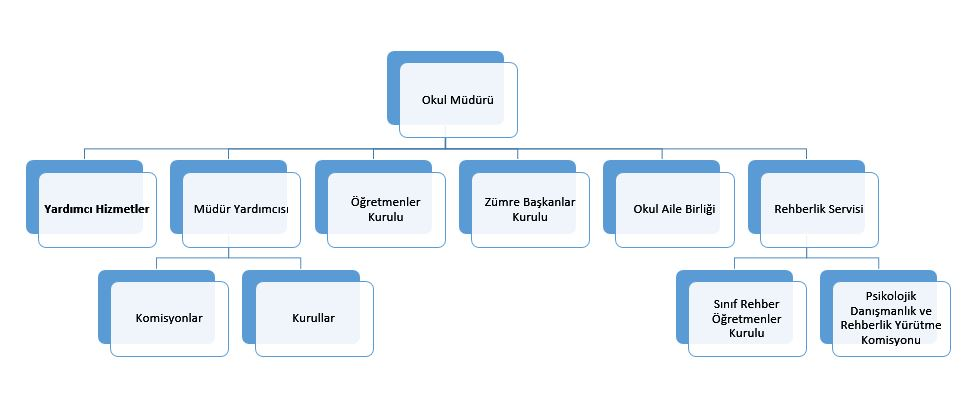 Okul Müdürü
Yardımcı Hizmetler
Müdür Yardımcısı
Öğretmenler
Kurulu
Zümre Başkanlar
Kurulu
Okul Aile Birliği
Rehberlik Servisi
Komisyonlar
Kurullar
Sınıf Rehber
Öğretmenler
Kurulu
Psikolojik
Danışmanlık ve
Rehberlik Yürütme
Komisyonu